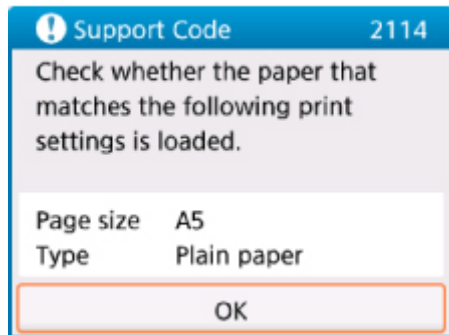 Support Code 2114
Check whether the paper that
matches the following print
settings is loaded.
Page size A5
Type Plain paper
OK